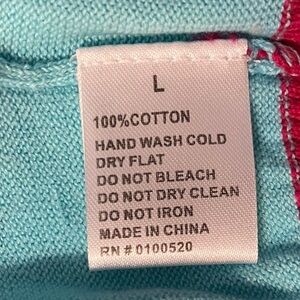 L
100%COTTON
HAND WASH COLD
DRY FLAT
DO NOT BLEACH
DO NOT DRY CLEAN
DO NOT IRON
MADE IN CHINA
RN # 0100520